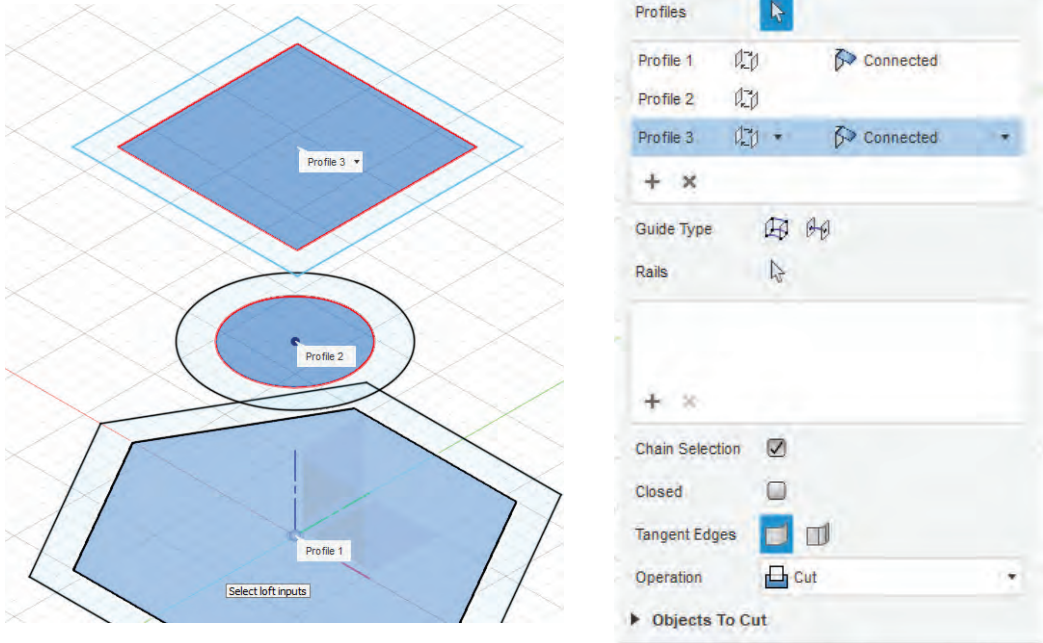 Profile 3
Profile 2
Profile 1
Select loft inputs
Profiles
Profile 1 Connected
Profile 2
Profile 3 Connected
Guide Type
Rails
Chain Selection
Closed
Tangent Edges
Operation Cut
Objects To Cut